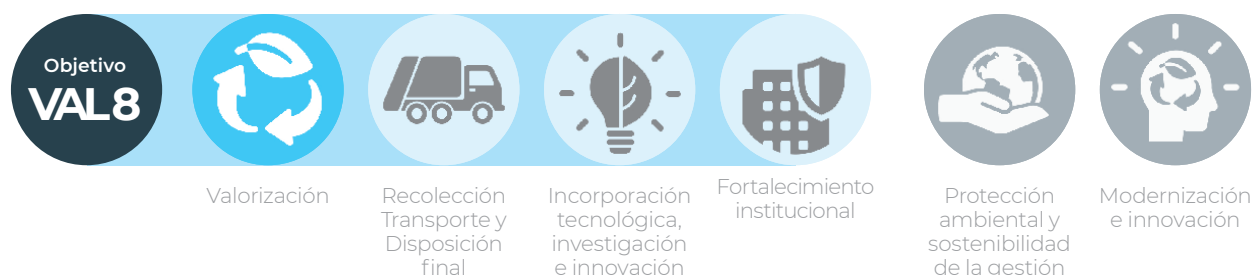 Objetivo
VAL8
Valorización
Recolección
Transporte y
Disposición
final
Incorporación
tecnológica,
investigación
e innovación
Fortalecimiento
institucional
Protección
ambiental y
sostenibilidad
de la gestión
Modernización
e innovación